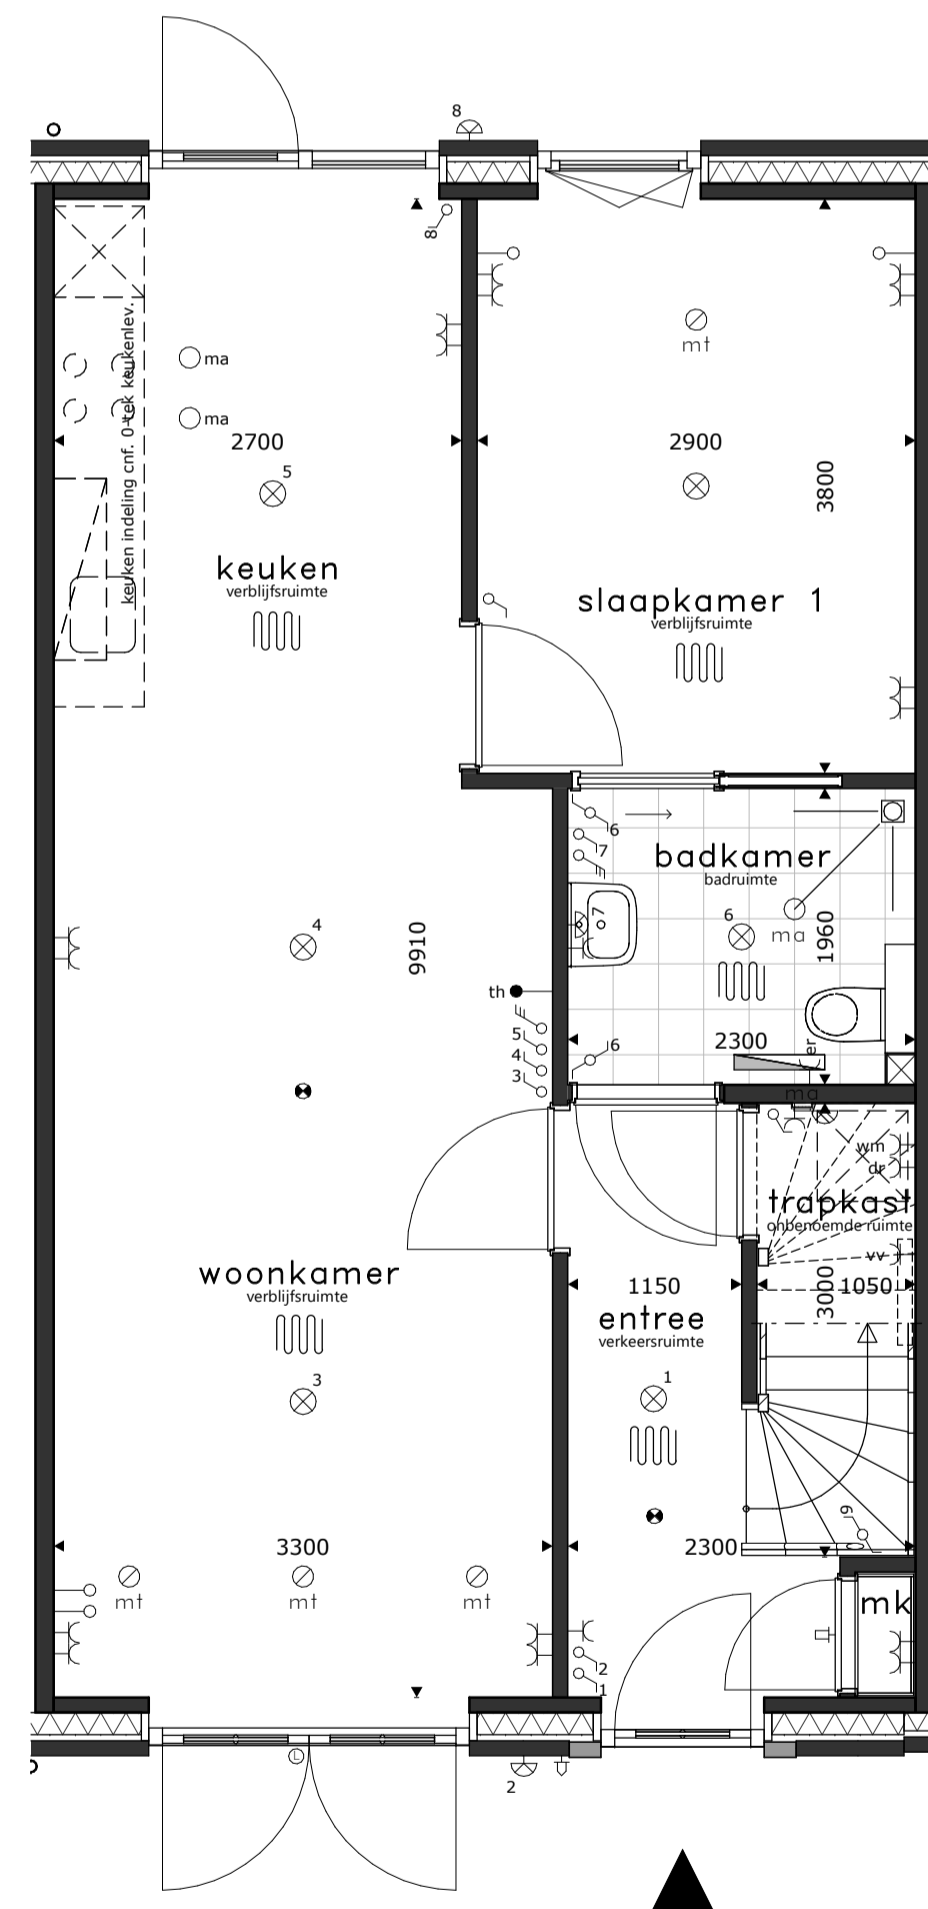 8
8
keuken indeling cnf. 0-tek keukenlev.
mt
ma
ma
2700
2900
5
3800
keuken
verblijfsruimte
slaapkamer 1
verblijfsruimte
6
7
badkamer
badruimte
4
7
6
ma
9910
1960
th
5
4
3
2300
6
er
ma
wm
dr
trapkast
onbenoemde ruimte
vv
woonkamer
verblijfsruimte
1150
3000
1050
entree
verkeersruimte
3
1
9
3300
2300
mt
mt
mt
mk
2
1
L
2